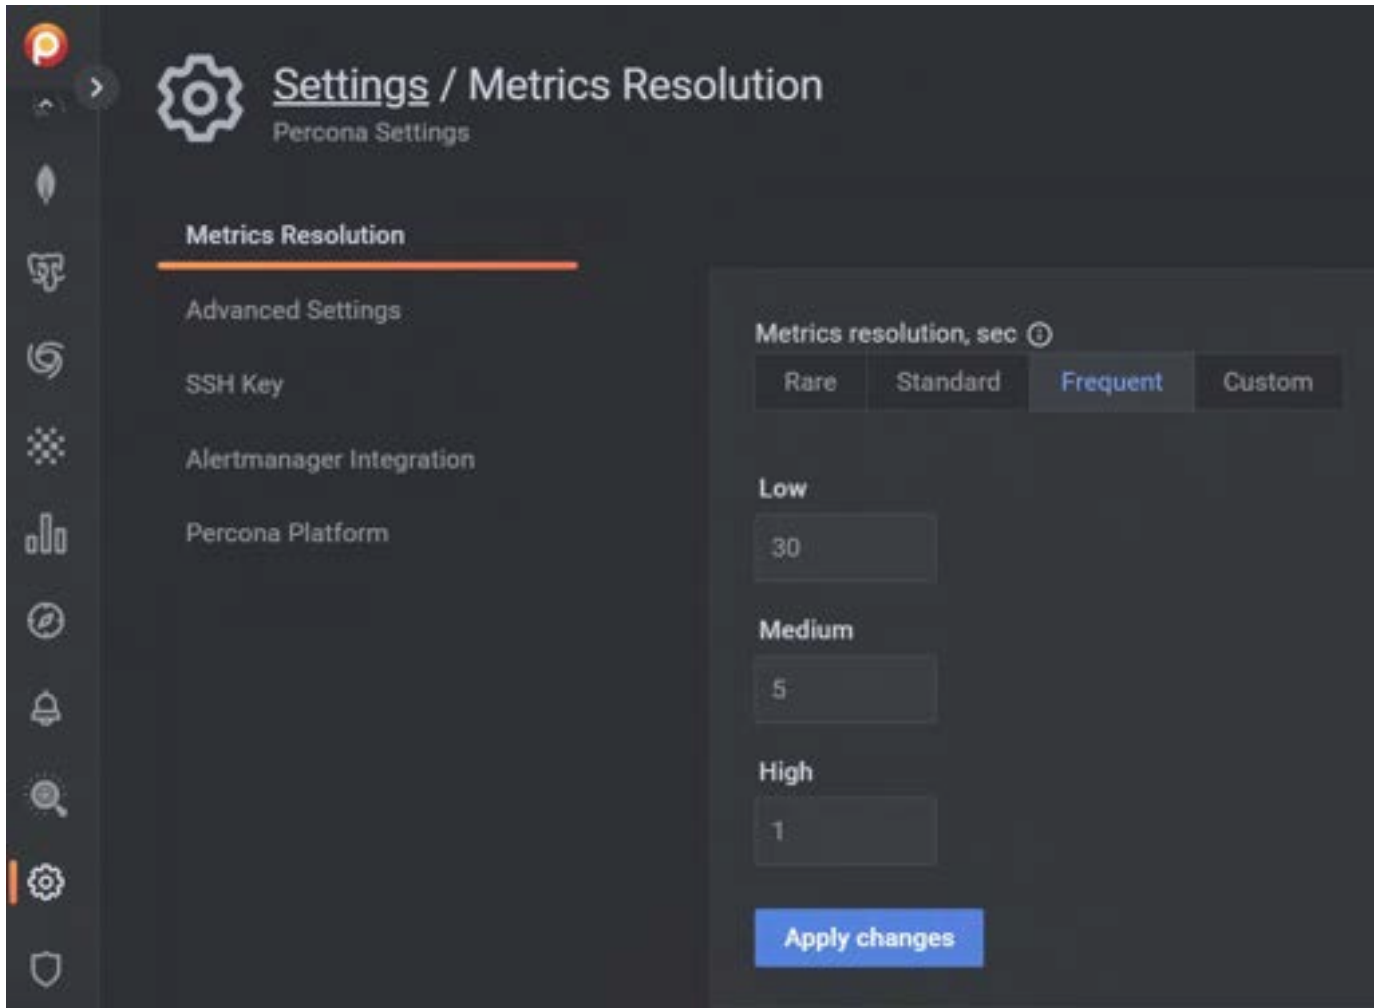 Settings / Metrics Resolution
Percona Settings
Metrics Resolution
Advanced Settings
SSH Key
Alertmanager Integration
Percona Platform
Metrics resolution, sec
Rare Standard Frequent Custom
Low
30
Medium
5
High
1
Apply changes